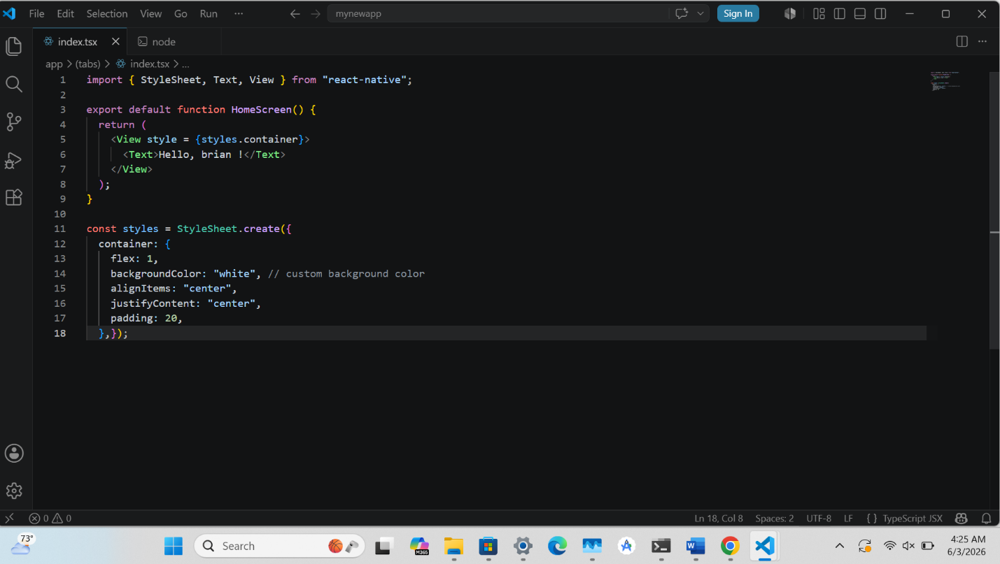 File Edit Selection View Go Run ··· mynewapp Sign In
index.tsx node
app > (tabs) > index.tsx > ...
1 import { StyleSheet, Text, View } from "react-native";
2
3 export default function HomeScreen() {
4 return (
5 <View style = {styles.container}>
6 <Text>Hello, brian !</Text>
7 </View>
8 );
9 }
10
11 const styles = StyleSheet.create({
12 container: {
13 flex: 1,
14 backgroundColor: "white", // custom background color
15 alignItems: "center",
16 justifyContent: "center",
17 padding: 20,
18 },});
0 0 Ln 18, Col 8 Spaces: 2 UTF-8 LF { } TypeScript JSX
73° Search M365 W 4:25 AM
6/3/2026